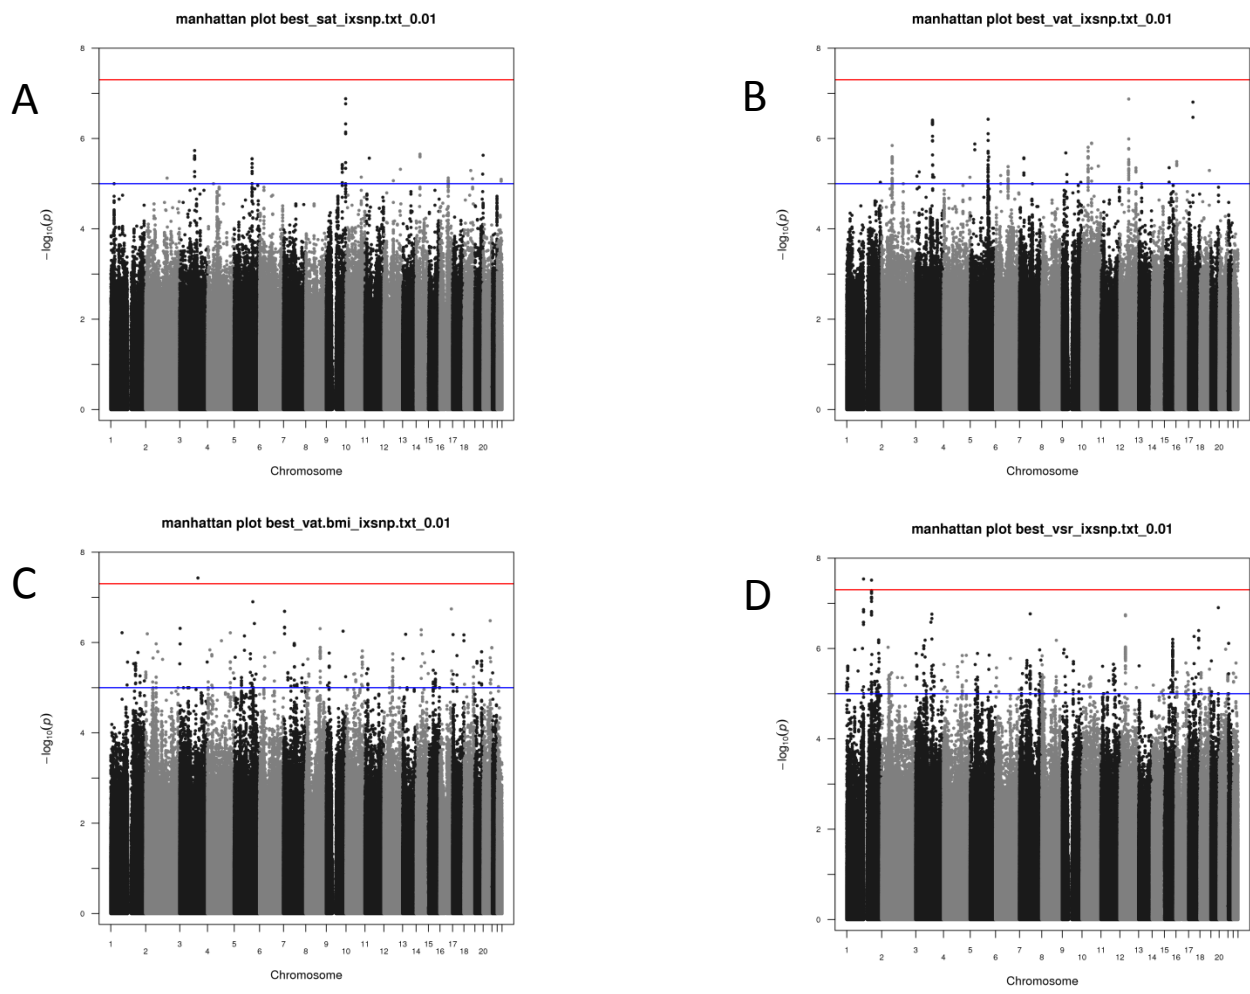 manhattan plot best_sat_ixsnp.txt_0.01
A
8
6
4
2
0
−log10(p)
1 2 3 4 5 6 7 8 9 10 11 12 13 14 15 16 17 18 20
Chromosome
manhattan plot best_vat_ixsnp.txt_0.01
B
8
6
4
2
0
−log10(p)
1 2 3 4 5 6 7 8 9 10 11 12 13 14 15 16 17 18 20
Chromosome
manhattan plot best_vat.bmi_ixsnp.txt_0.01
C
8
6
4
2
0
−log10(p)
1 2 3 4 5 6 7 8 9 10 11 12 13 14 15 16 17 18 20
Chromosome
manhattan plot best_vsr_ixsnp.txt_0.01
D
8
6
4
2
0
−log10(p)
1 2 3 4 5 6 7 8 9 10 11 12 13 14 15 16 17 18 20
Chromosome